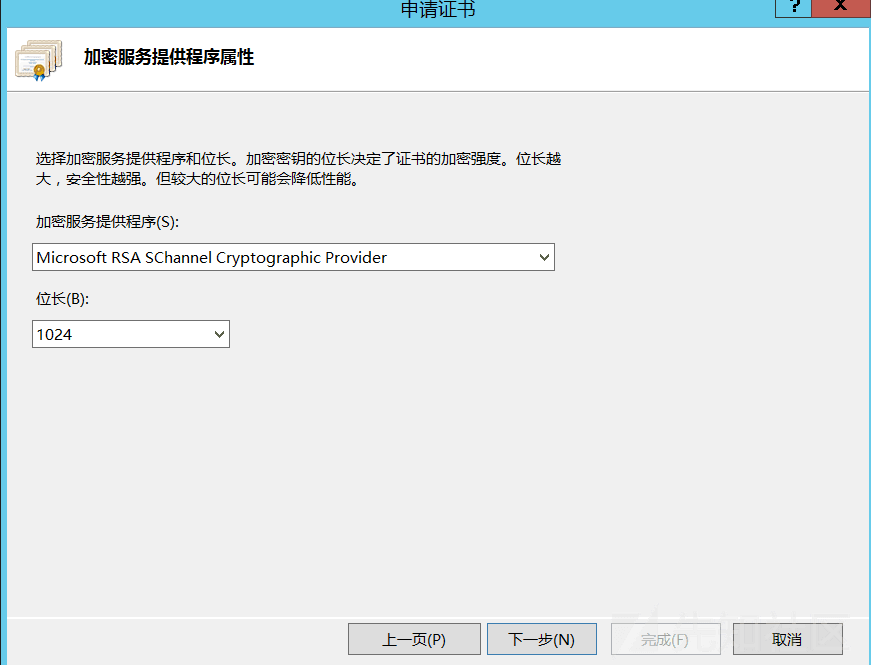 申请证书
?
x
加密服务提供程序属性
选择加密服务提供程序和位长。加密密钥的位长决定了证书的加密强度。位长越
大，安全性越强。但较大的位长可能会降低性能。
加密服务提供程序(S):
Microsoft RSA SChannel Cryptographic Provider
位长(B):
1024
上一页(P)
下一步(N)
完成(F)
取消